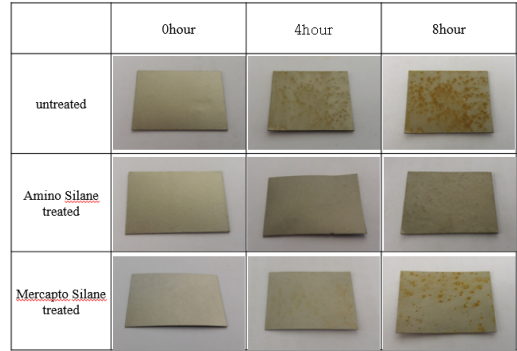 0hour 4hour 8hour
untreated
Amino Silane
treated
Mercapto Silane
treated